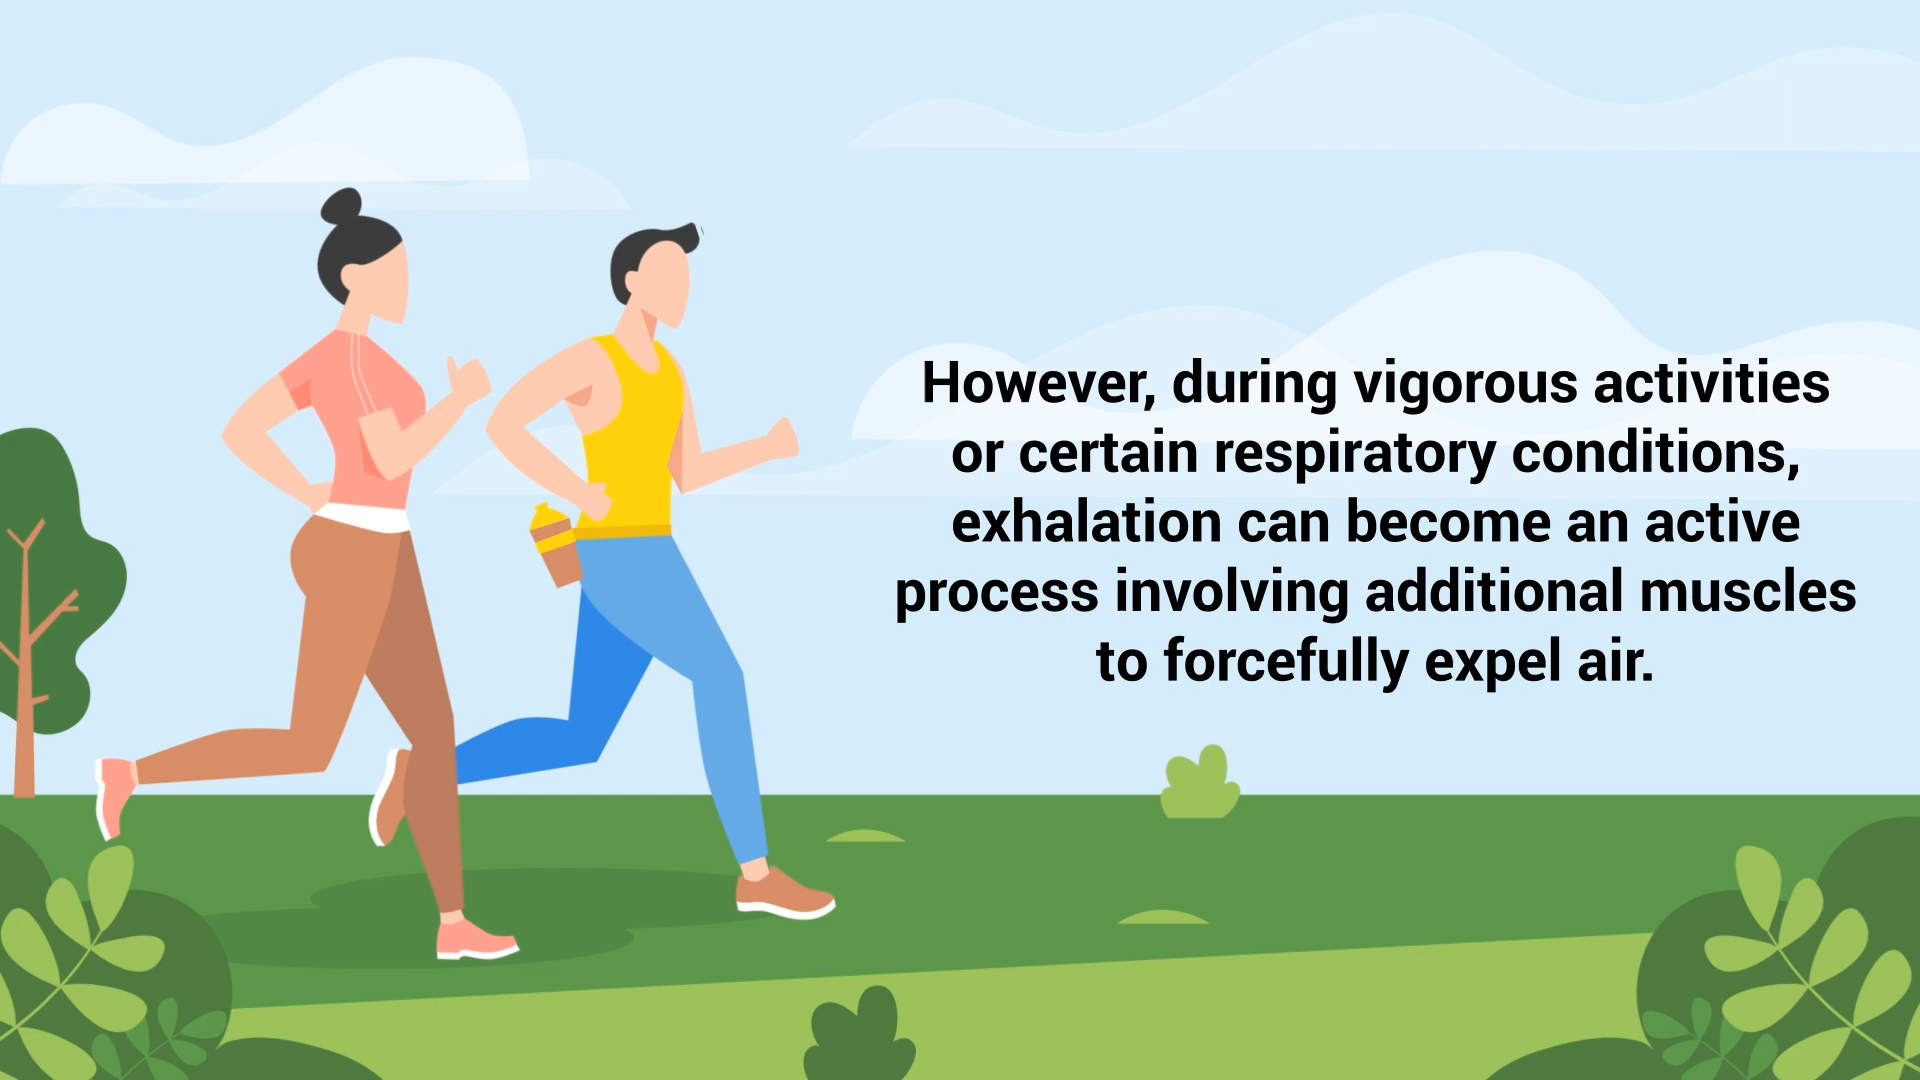 However, during vigorous activities
or certain respiratory conditions,
exhalation can become an active
process involving additional muscles
to forcefully expel air.